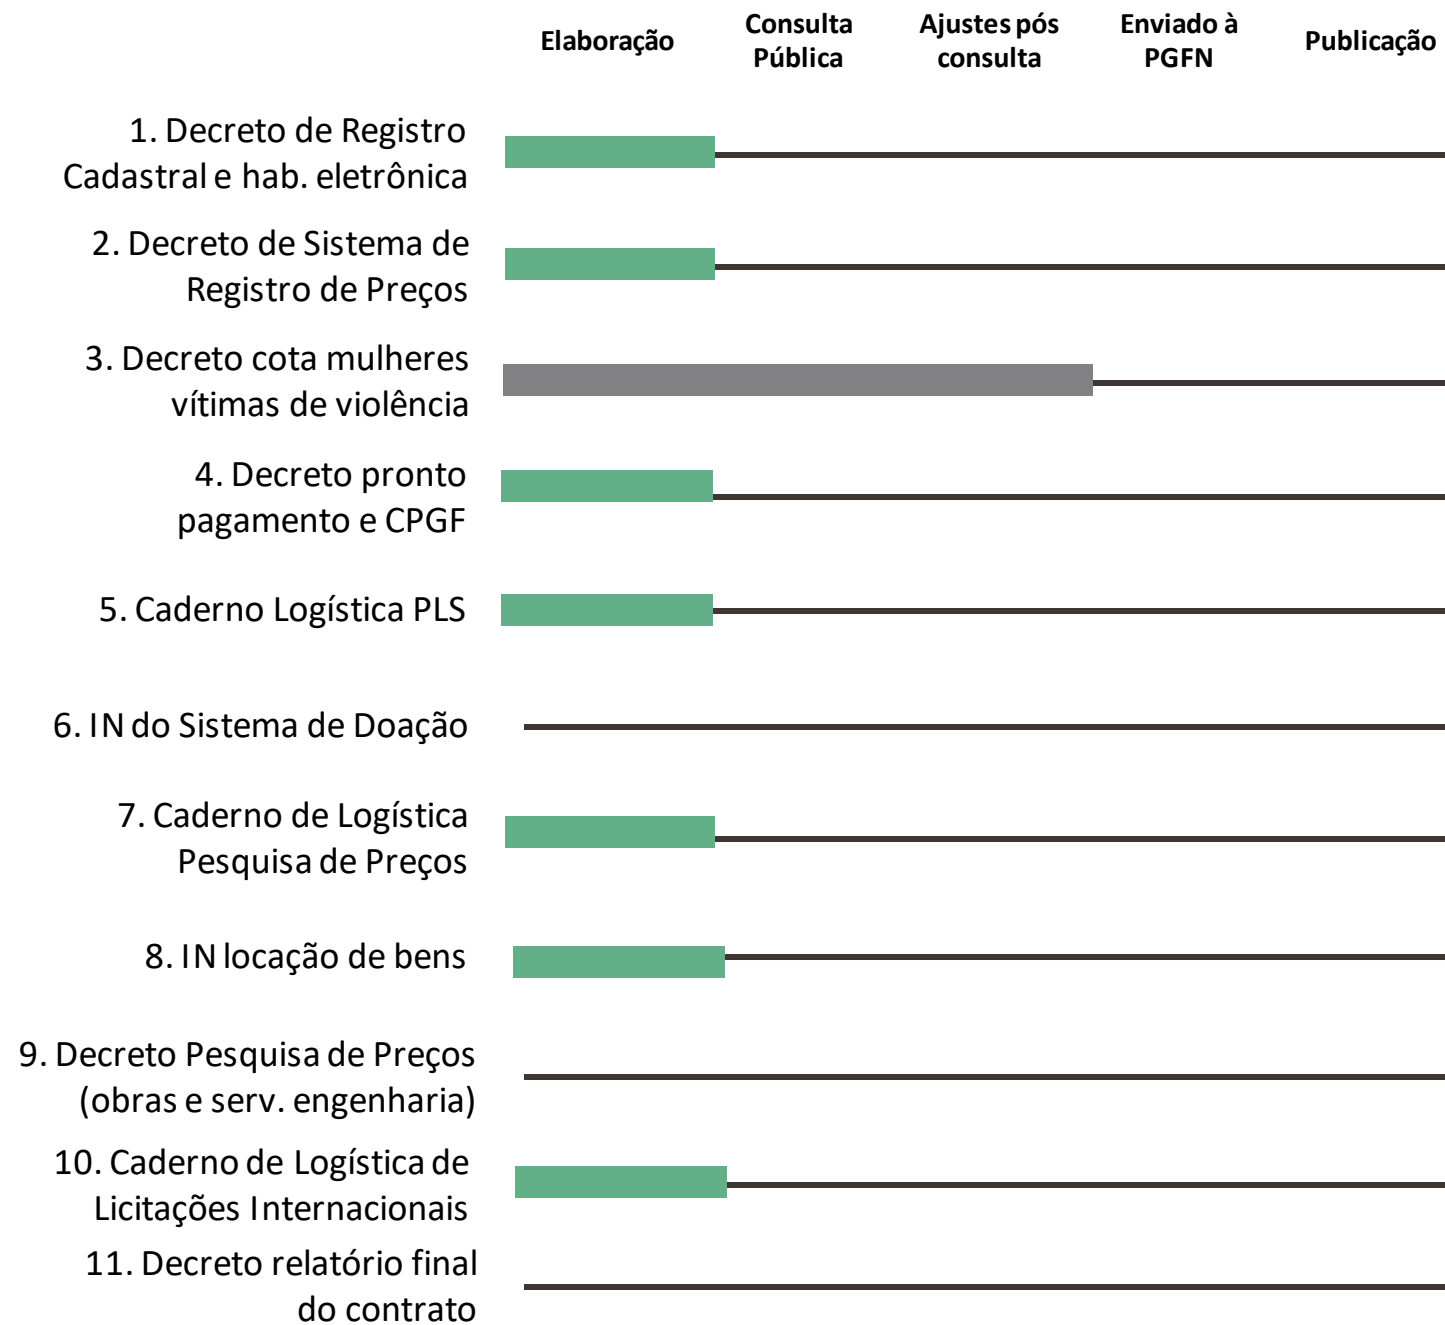 Elaboração
Consulta
Pública
Ajustes pós
consulta
Enviado à
PGFN
Publicação
1. Decreto de Registro
Cadastral e hab. eletrônica
2. Decreto de Sistema de
Registro de Preços
3. Decreto cota mulheres
vítimas de violência
4. Decreto pronto
pagamento e CPGF
5. Caderno Logística PLS
6. IN do Sistema de Doação
7. Caderno de Logística
Pesquisa de Preços
8. IN locação de bens
9. Decreto Pesquisa de Preços
(obras e serv. engenharia)
10. Caderno de Logística de
Licitações Internacionais
11. Decreto relatório final
do contrato